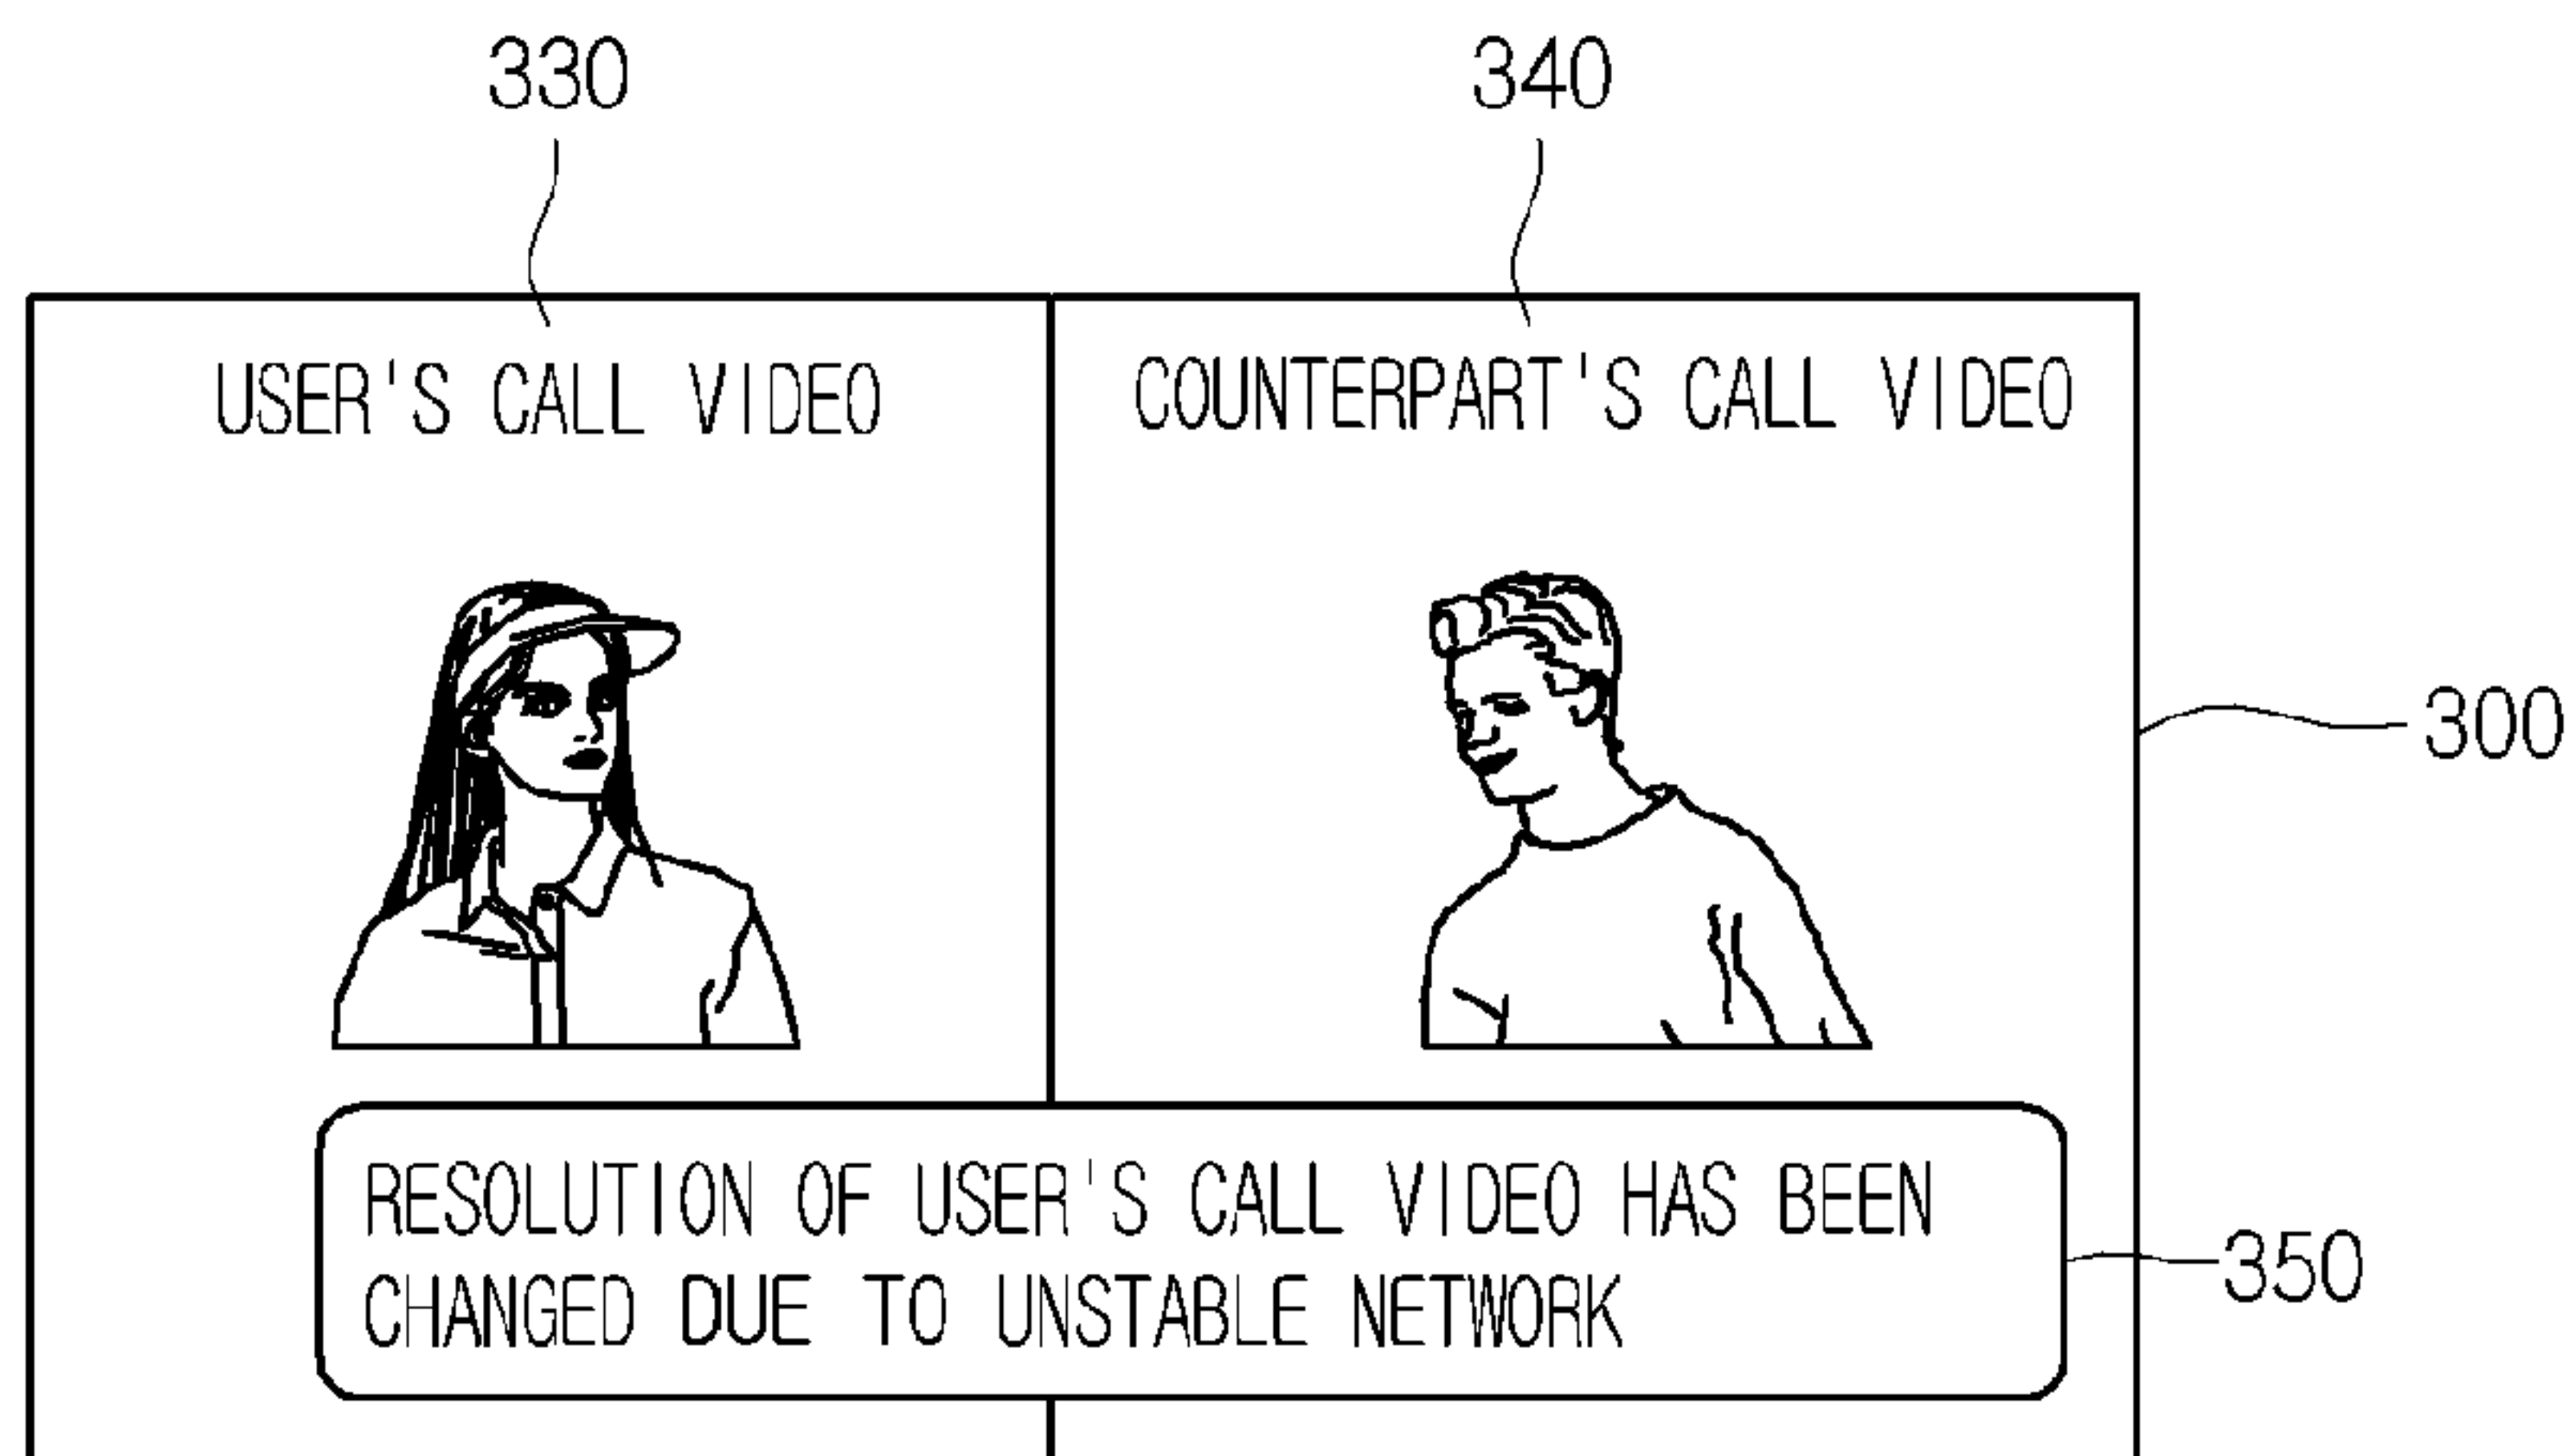 330
340
USER'S CALL VIDEO
COUNTERPART'S CALL VIDEO
300
RESOLUTION OF USER'S CALL VIDEO HAS BEEN
CHANGED DUE TO UNSTABLE NETWORK
350